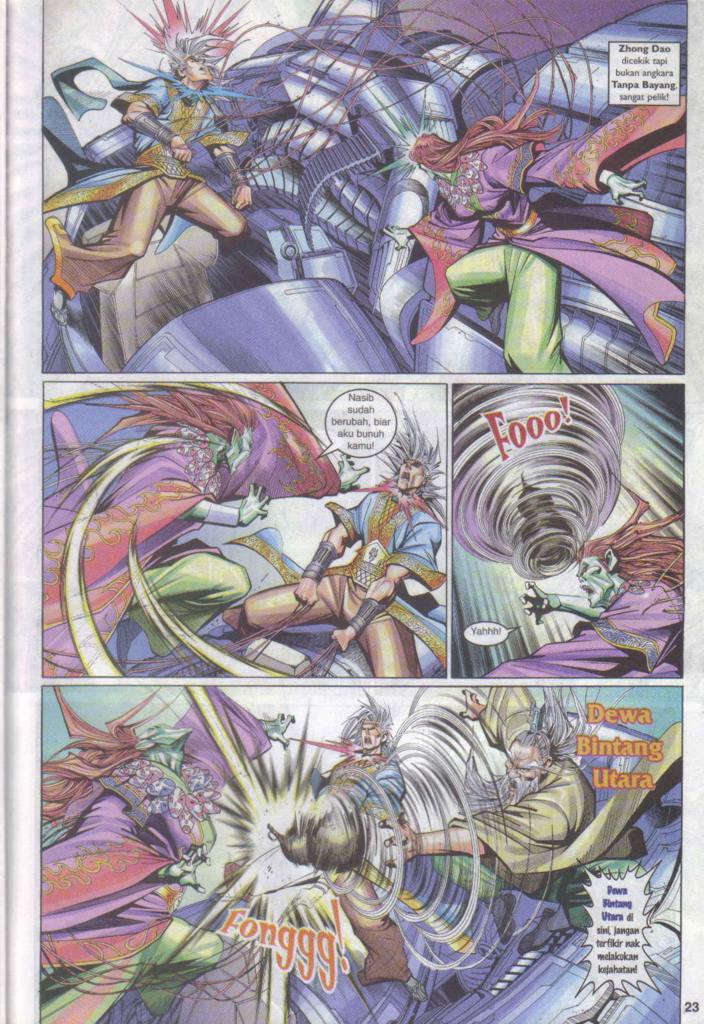 Zhong Dao
dicekik tapi
bukan angkara
Tanpa Bayang,
sangat pelik!
Nasib
sudah
berubah, biar
aku bunuh
kamu!
Fooo!
Yahhh!
Dewa
Bintang
Utara
Fonggg!
Dewa
Bintang
Utara di
sini, jangan
terfikir nak
melakukan
kejahatan!
23